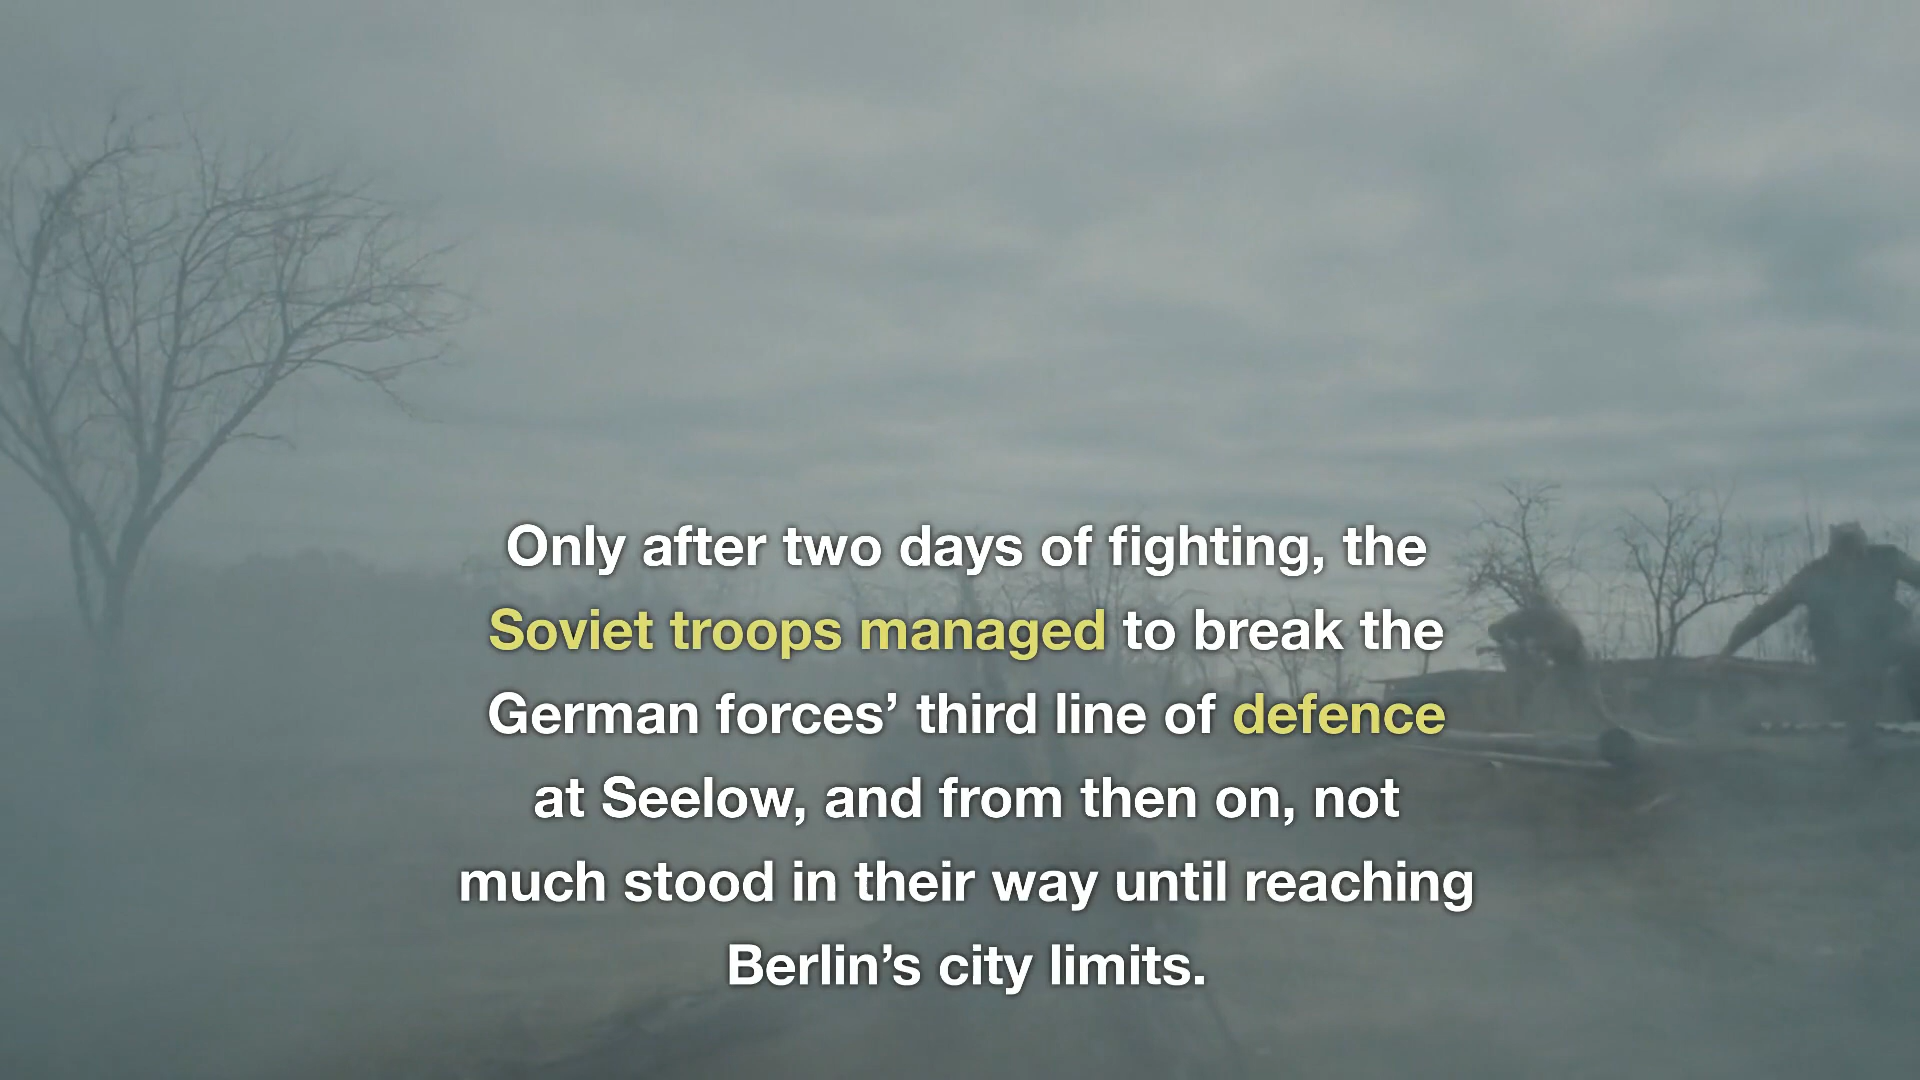 Only after two days of fighting, the
Soviet troops managed to break the
German forces’ third line of defence
at Seelow, and from then on, not
much stood in their way until reaching
Berlin’s city limits.